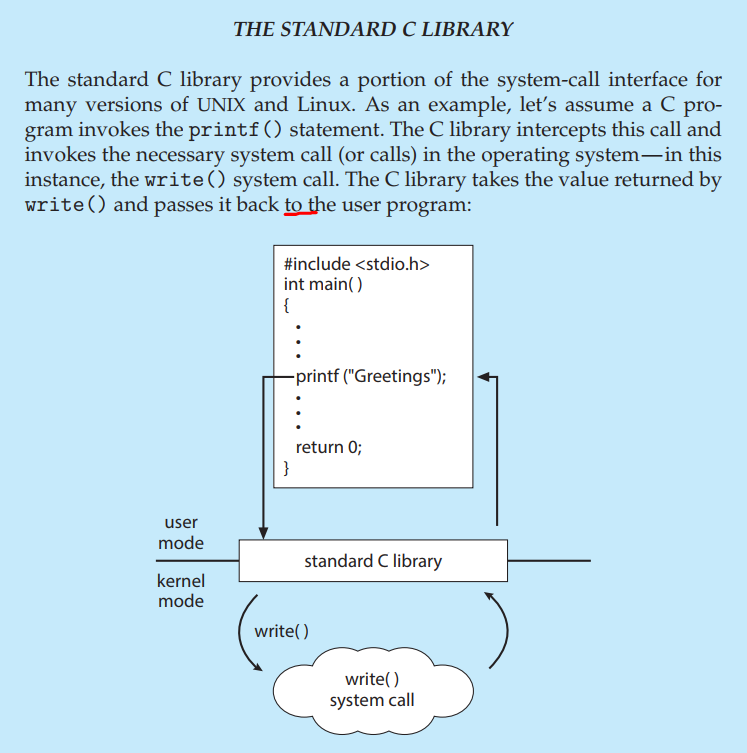 THE STANDARD C LIBRARY
The standard C library provides a portion of the system-call interface for
many versions of UNIX and Linux. As an example, let's assume a C pro-
gram invokes the printf() statement. The C library intercepts this call and
invokes the necessary system call (or calls) in the operating system—in this
instance, the write() system call. The C library takes the value returned by
write() and passes it back to the user program:
#include <stdio.h>
int main( )
{
•
•
•
printf ("Greetings");
•
•
•
return 0;
}
user
mode
standard C library
kernel
mode
write( )
write( )
system call